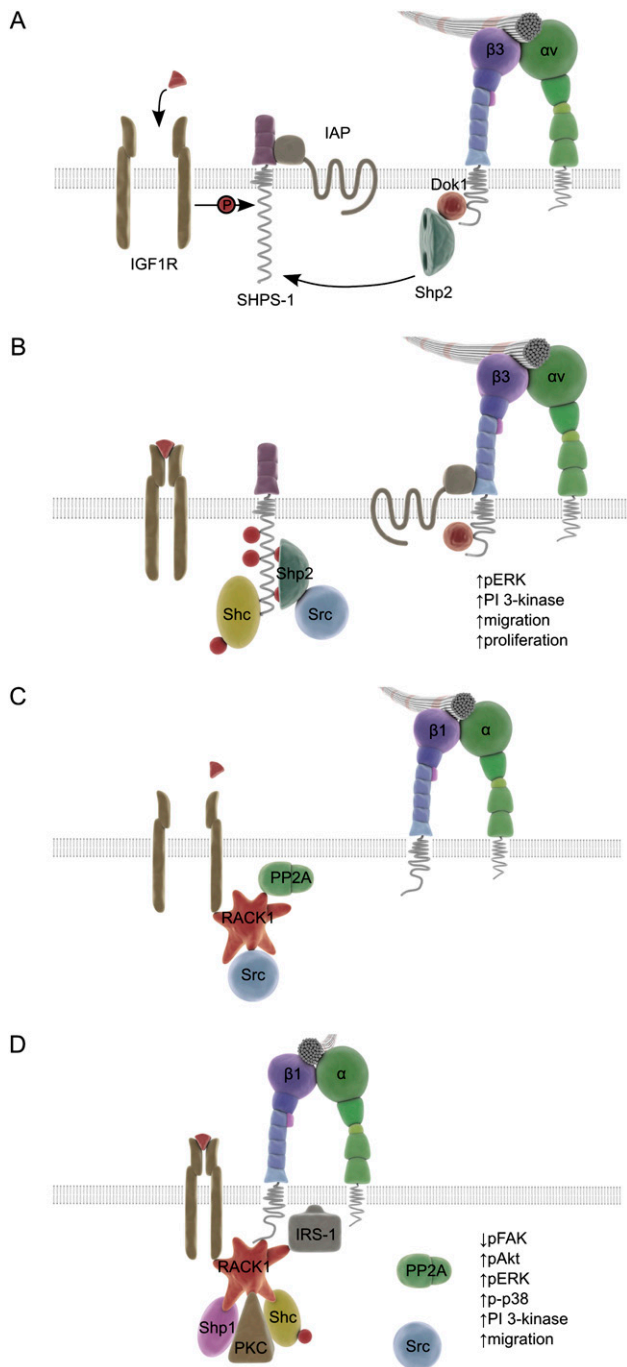 A
β3
αv
IAP
Dok1
P
IGF1R
SHPS-1
Shp2
B
β3
αv
Shp2
Shc
Src
↑pERK
↑PI 3-kinase
↑migration
↑proliferation
C
β1
α
PP2A
RACK1
Src
D
β1
α
IRS-1
RACK1
Shp1
Shc
PKC
PP2A
Src
↓pFAK
↑pAkt
↑pERK
↑p-p38
↑PI 3-kinase
↑migration